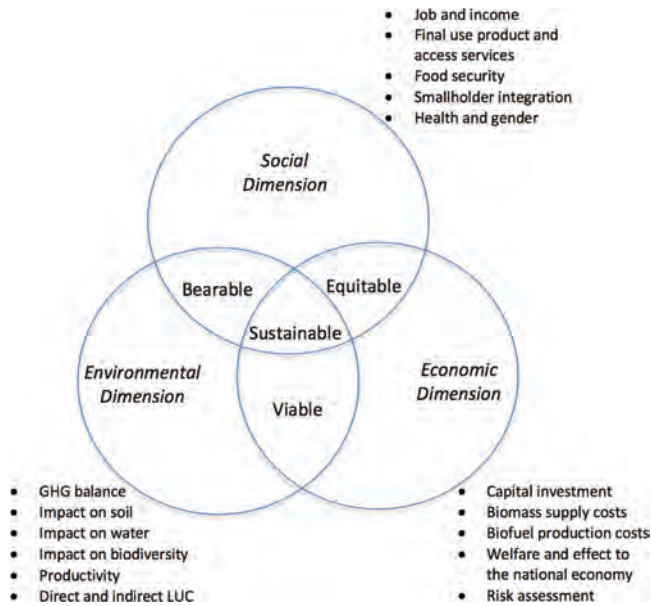 • Job and income
• Final use product and
access services
• Food security
• Smallholder integration
• Health and gender
Social
Dimension
Bearable
Equitable
Sustainable
Environmental
Dimension
Economic
Dimension
Viable
• GHG balance
• Impact on soil
• Impact on water
• Impact on biodiversity
• Productivity
• Direct and indirect LUC
• Capital investment
• Biomass supply costs
• Biofuel production costs
• Welfare and effect to
the national economy
• Risk assessment